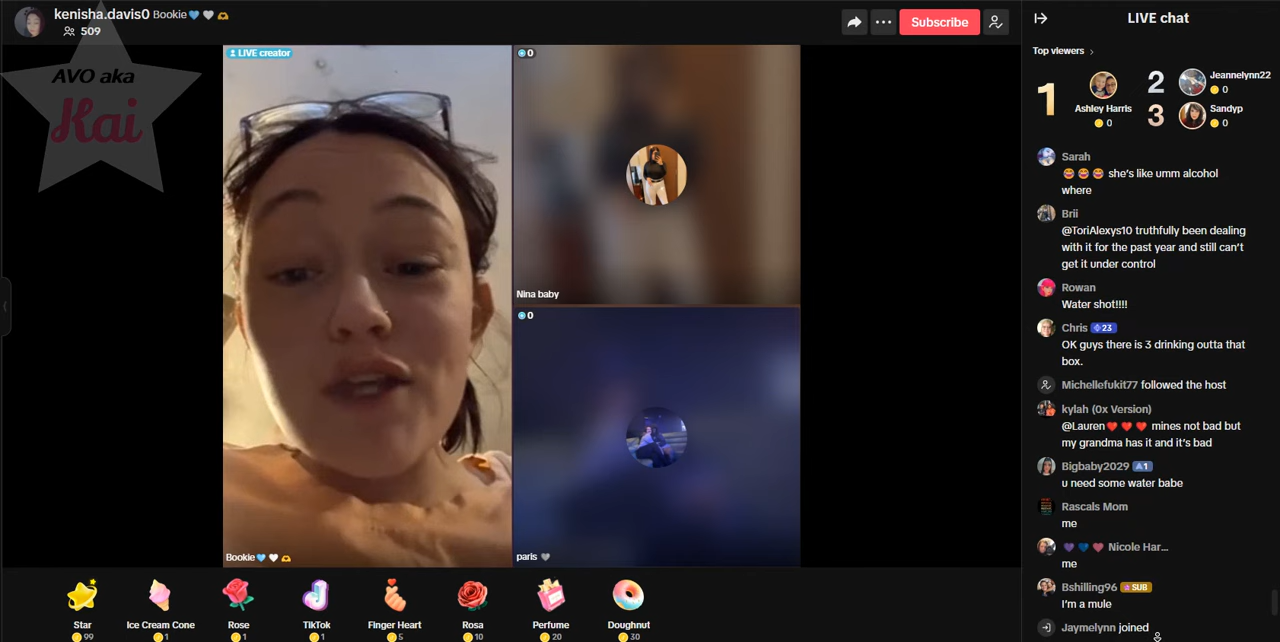 kenisha.davis0 Bookie💙🤍🫶
509
AVO aka
Kai
Subscribe
LIVE creator
0
Nina baby
0
Bookie💙🤍🫶
paris 🩶
Star
99
Ice Cream Cone
1
Rose
1
TikTok
1
Finger Heart
5
Rosa
10
Perfume
20
Doughnut
30
LIVE chat
Top viewers >
1
Ashley Harris
0
2
Jeannelynn22
0
3
Sandyp
0
Sarah
😂😂😂 she's like umm alcohol
where
Brii
@ToriAlexys10 truthfully been dealing
with it for the past year and still can't
get it under control
Rowan
Water shot!!!!
Chris 23
OK guys there is 3 drinking outta that
box.
Michellefukit77 followed the host
kylah (0x Version)
@Lauren❤️❤️❤️ mines not bad but
my grandma has it and it's bad
Bigbaby2029 1
u need some water babe
Rascals Mom
me
💜💙❤️ Nicole Har...
me
Bshilling96 SUB
I'm a mule
Jaymelynn joined